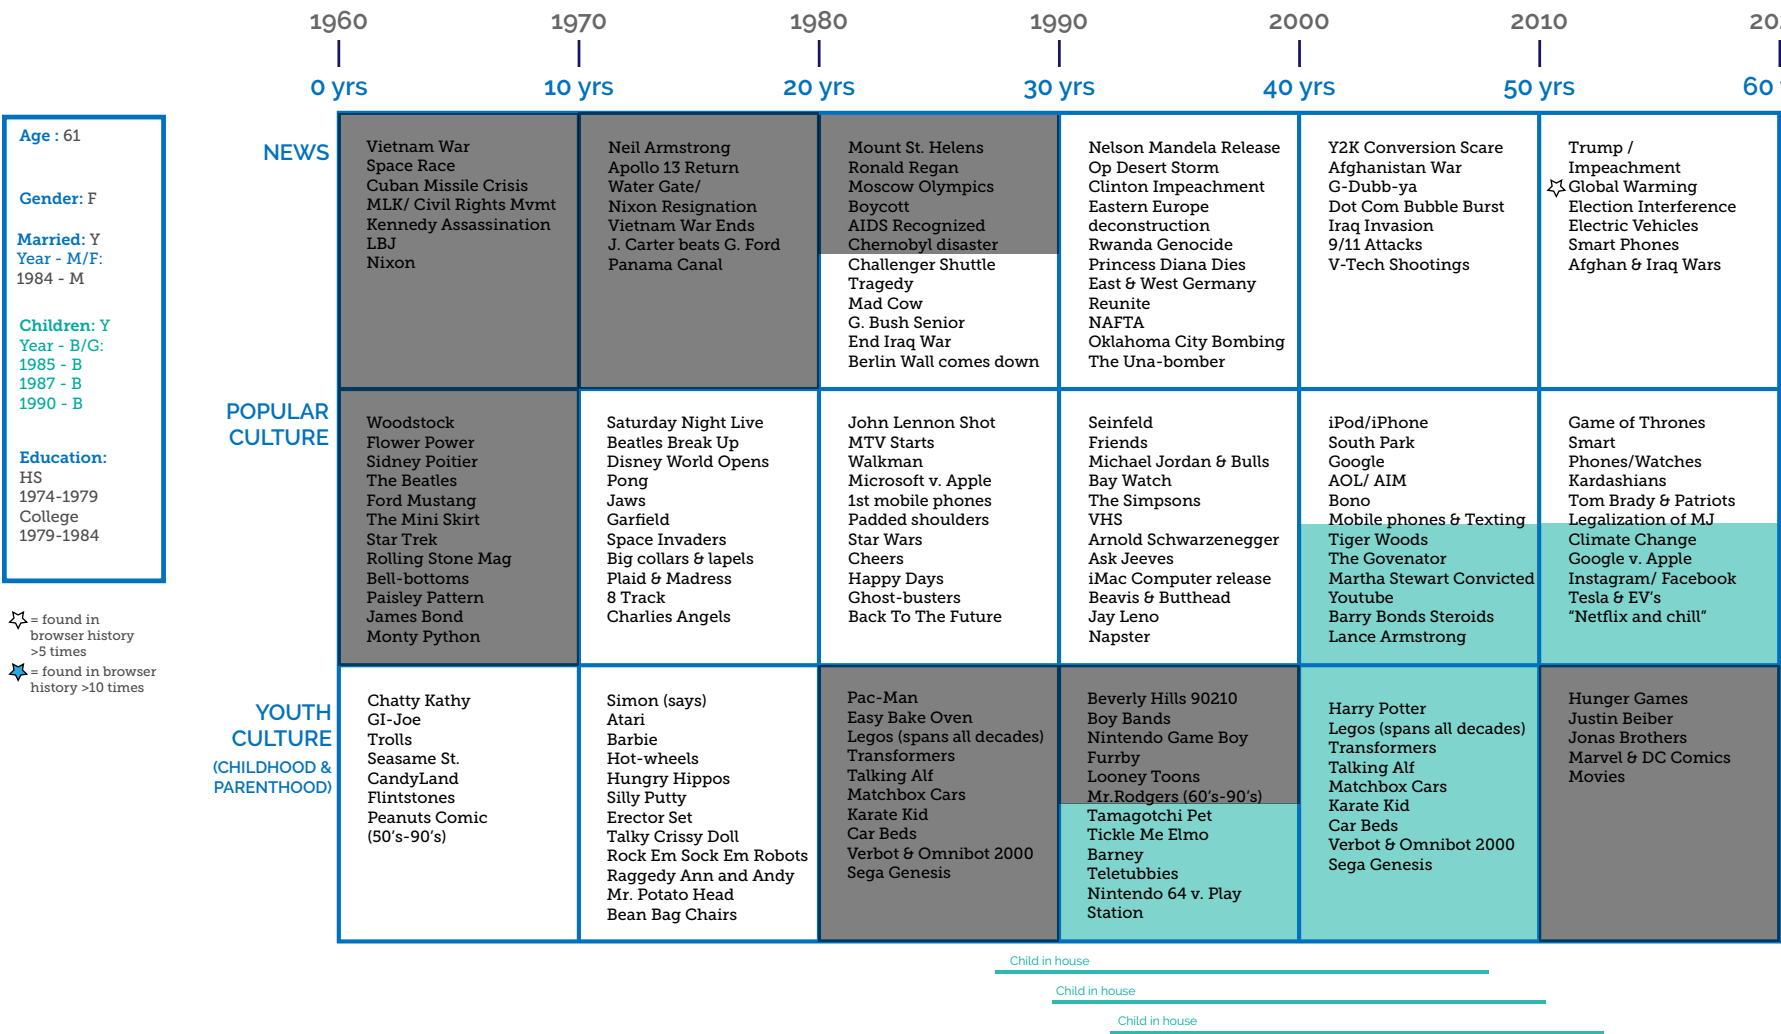 1960
1970
1980
1990
2000
2010
0 yrs
10 yrs
20 yrs
30 yrs
40 yrs
50 yrs
60
Age : 61
Gender: F
Married: Y
Year - M/F:
1984 - M
Children: Y
Year - B/G:
1985 - B
1987 - B
1990 - B
Education:
HS
1974-1979
College
1979-1984
= found in
browser history
>5 times
= found in browser
history >10 times
NEWS
Vietnam War
Space Race
Cuban Missile Crisis
MLK/ Civil Rights Mvmt
Kennedy Assassination
LBJ
Nixon
Neil Armstrong
Apollo 13 Return
Water Gate/
Nixon Resignation
Vietnam War Ends
J. Carter beats G. Ford
Panama Canal
Mount St. Helens
Ronald Regan
Moscow Olympics
Boycott
AIDS Recognized
Chernobyl disaster
Challenger Shuttle
Tragedy
Mad Cow
G. Bush Senior
End Iraq War
Berlin Wall comes down
Nelson Mandela Release
Op Desert Storm
Clinton Impeachment
Eastern Europe
deconstruction
Rwanda Genocide
Princess Diana Dies
East & West Germany
Reunite
NAFTA
Oklahoma City Bombing
The Una-bomber
Y2K Conversion Scare
Afghanistan War
G-Dubb-ya
Dot Com Bubble Burst
Iraq Invasion
9/11 Attacks
V-Tech Shootings
Trump /
Impeachment
Global Warming
Election Interference
Electric Vehicles
Smart Phones
Afghan & Iraq Wars
POPULAR
CULTURE
Woodstock
Flower Power
Sidney Poitier
The Beatles
Ford Mustang
The Mini Skirt
Star Trek
Rolling Stone Mag
Bell-bottoms
Paisley Pattern
James Bond
Monty Python
Saturday Night Live
Beatles Break Up
Disney World Opens
Pong
Jaws
Garfield
Space Invaders
Big collars & lapels
Plaid & Madress
8 Track
Charlies Angels
John Lennon Shot
MTV Starts
Walkman
Microsoft v. Apple
1st mobile phones
Padded shoulders
Star Wars
Cheers
Happy Days
Ghost-busters
Back To The Future
Seinfeld
Friends
Michael Jordan & Bulls
Bay Watch
The Simpsons
VHS
Arnold Schwarzenegger
Ask Jeeves
iMac Computer release
Beavis & Butthead
Jay Leno
Napster
iPod/iPhone
South Park
Google
AOL/ AIM
Bono
Mobile phones & Texting
Tiger Woods
The Govenator
Martha Stewart Convicted
Youtube
Barry Bonds Steroids
Lance Armstrong
Game of Thrones
Smart
Phones/Watches
Kardashians
Tom Brady & Patriots
Legalization of MJ
Climate Change
Google v. Apple
Instagram/ Facebook
Tesla & EV's
"Netflix and chill"
YOUTH
CULTURE
(CHILDHOOD &
PARENTHOOD)
Chatty Kathy
GI-Joe
Trolls
Seasame St.
CandyLand
Flintstones
Peanuts Comic
(50's-90's)
Simon (says)
Atari
Barbie
Hot-wheels
Hungry Hippos
Silly Putty
Erector Set
Talky Crissy Doll
Rock Em Sock Em Robots
Raggedy Ann and Andy
Mr. Potato Head
Bean Bag Chairs
Pac-Man
Easy Bake Oven
Legos (spans all decades)
Transformers
Talking Alf
Matchbox Cars
Karate Kid
Car Beds
Verbot & Omnibot 2000
Sega Genesis
Beverly Hills 90210
Boy Bands
Nintendo Game Boy
Furrby
Looney Toons
Mr.Rodgers (60's-90's)
Tamagotchi Pet
Tickle Me Elmo
Barney
Teletubbies
Nintendo 64 v. Play
Station
Harry Potter
Legos (spans all decades)
Transformers
Talking Alf
Matchbox Cars
Karate Kid
Car Beds
Verbot & Omnibot 2000
Sega Genesis
Hunger Games
Justin Beiber
Jonas Brothers
Marvel & DC Comics
Movies
Child in house
Child in house
Child in house